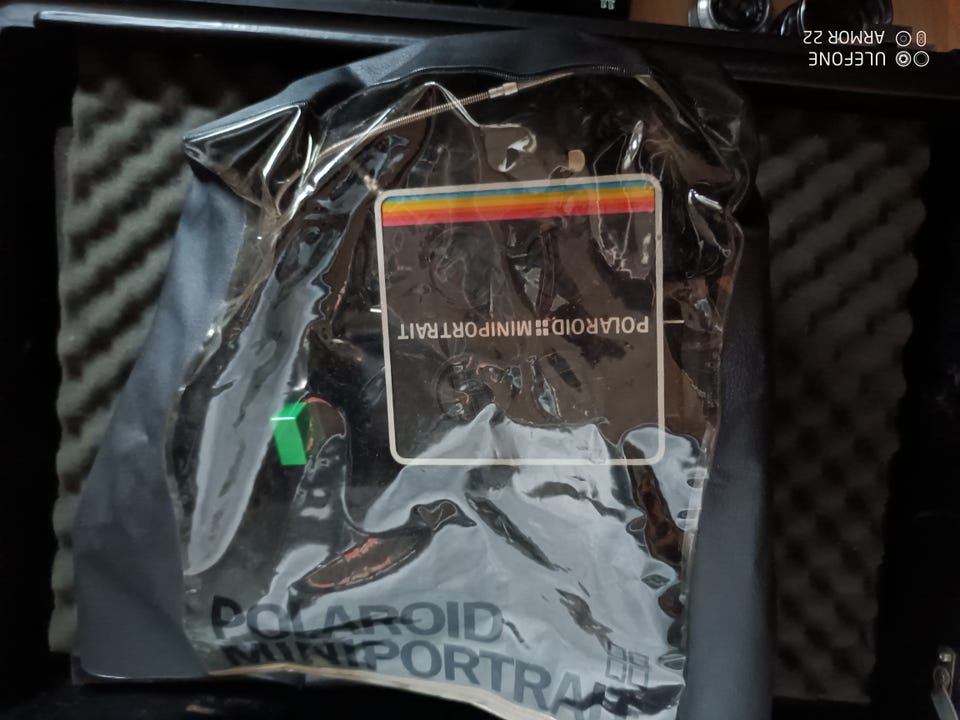 ULEFONE
ARMOR 22
POLAROID MINIPORTRAIT
POLAROID
MINIPORTRAIT